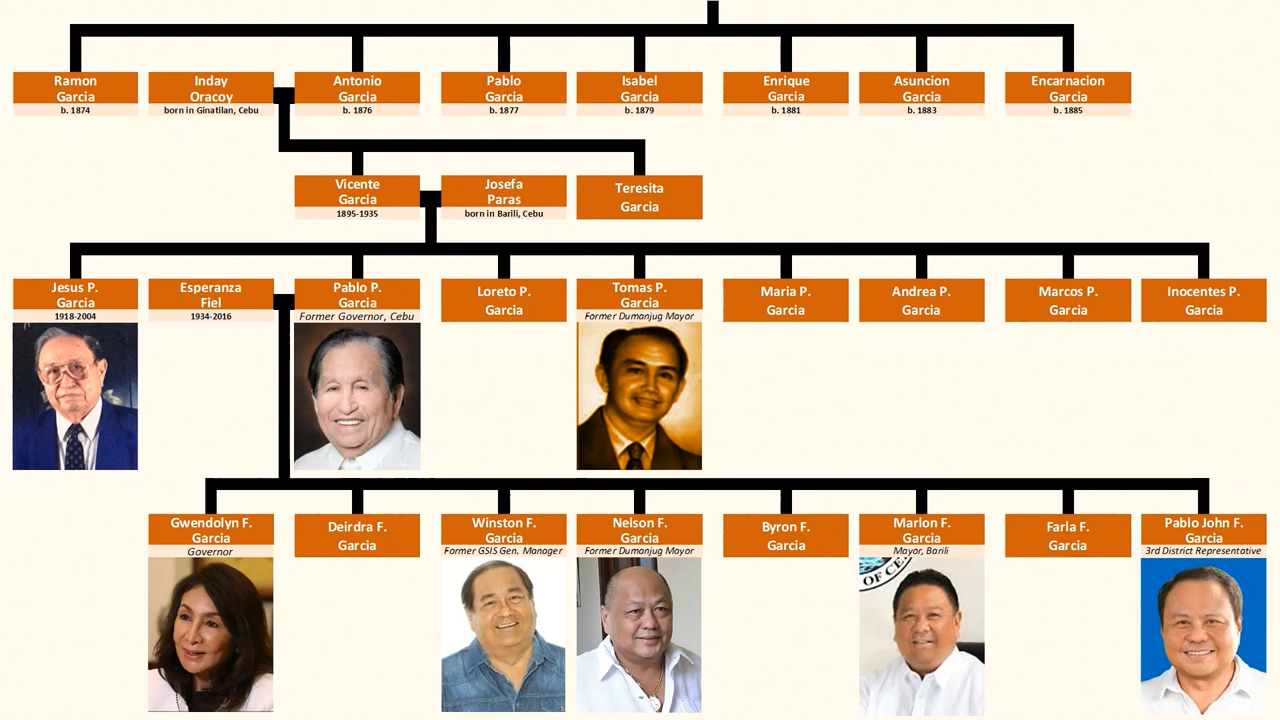 Ramon
Garcia
b. 1874
Inday
Oracoy
born in Ginatilan, Cebu
Antonio
Garcia
b. 1876
Pablo
Garcia
b. 1877
Isabel
Garcia
b. 1879
Enrique
Garcia
b. 1881
Asuncion
Garcia
b. 1883
Encarnacion
Garcia
b. 1885
Vicente
Garcia
1895-1935
Josefa
Paras
born in Barili, Cebu
Teresita
Garcia
Jesus P.
Garcia
1918-2004
Esperanza
Fiel
1934-2016
Pablo P.
Garcia
Former Governor, Cebu
Loreto P.
Garcia
Tomas P.
Garcia
Former Dumanjug Mayor
Maria P.
Garcia
Andrea P.
Garcia
Marcos P.
Garcia
Inocentes P.
Garcia
Gwendolyn F.
Garcia
Governor
Deirdra F.
Garcia
Winston F.
Garcia
Former GSIS Gen. Manager
Nelson F.
Garcia
Former Dumanjug Mayor
Byron F.
Garcia
Marlon F.
Garcia
Mayor, Barili
OF CE
Farla F.
Garcia
Pablo John F.
Garcia
3rd District Representative